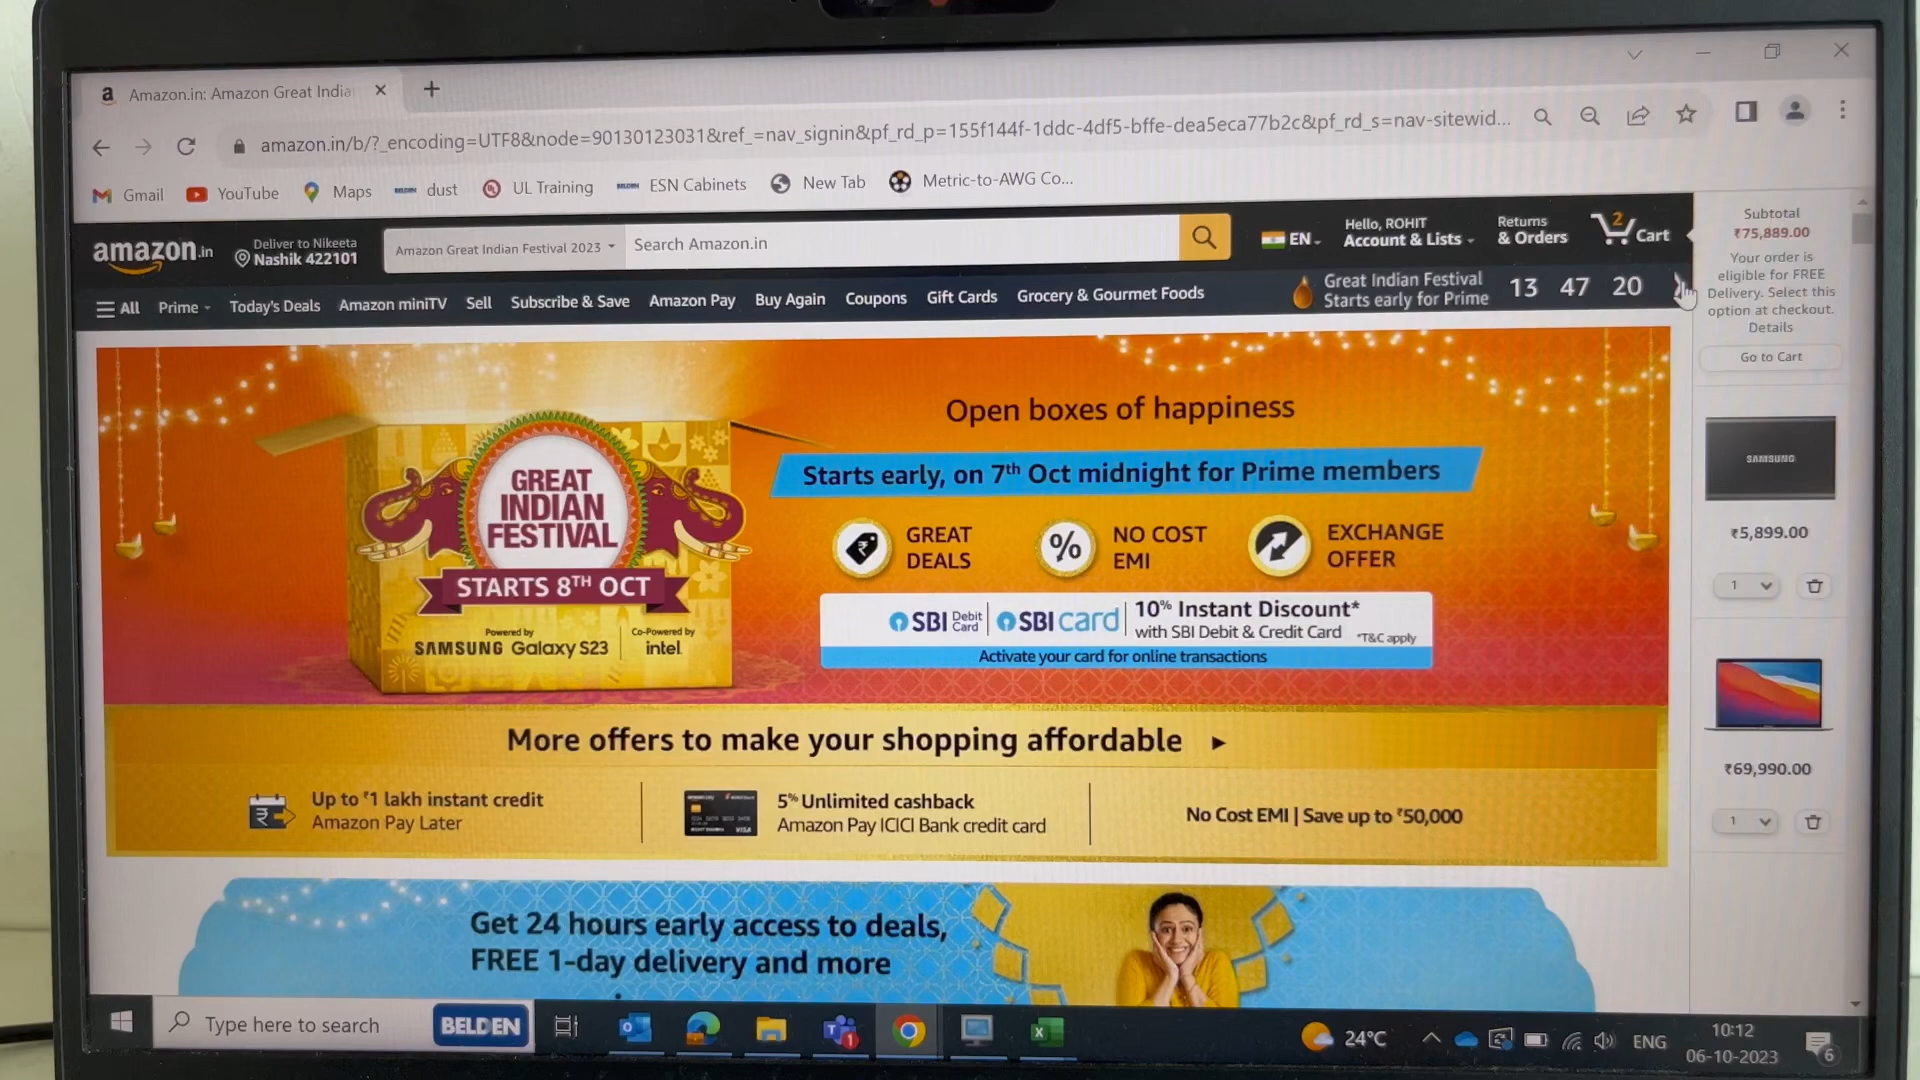 Amazon.in: Amazon Great India
amazon.in/b/?_encoding=UTF8&node=90130123031&ref_=nav_signin&pf_rd_p=155f144f-1ddc-4df5-bffe-dea5eca77b2c&pf_rd_s=nav-sitewid...
Gmail YouTube Maps dust UL Training ESN Cabinets New Tab Metric-to-AWG Co...
amazon.in
Deliver to Nikeeta
Nashik 422101
Amazon Great Indian Festival 2023
Search Amazon.in
EN
Hello, ROHIT
Account & Lists
Returns
& Orders
2
Cart
All Prime Today's Deals Amazon miniTV Sell Subscribe & Save Amazon Pay Buy Again Coupons Gift Cards Grocery & Gourmet Foods
Great Indian Festival
Starts early for Prime
13 47 20
Subtotal
₹75,889.00
Your order is
eligible for FREE
Delivery. Select this
option at checkout.
Details
Go to Cart
SAMSUNG
₹5,899.00
1
₹69,990.00
1
GREAT
INDIAN
FESTIVAL
STARTS 8TH OCT
Powered by
SAMSUNG Galaxy S23
Co-Powered by
intel
Open boxes of happiness
Starts early, on 7th Oct midnight for Prime members
GREAT
DEALS
%
NO COST
EMI
EXCHANGE
OFFER
SBI Debit Card
SBI card
10% Instant Discount*
with SBI Debit & Credit Card
*T&C apply
Activate your card for online transactions
More offers to make your shopping affordable
Up to ₹1 lakh instant credit
Amazon Pay Later
5% Unlimited cashback
Amazon Pay ICICI Bank credit card
No Cost EMI | Save up to ₹50,000
Get 24 hours early access to deals,
FREE 1-day delivery and more
Type here to search
BELDEN
1
24°C
ENG
10:12
06-10-2023
6